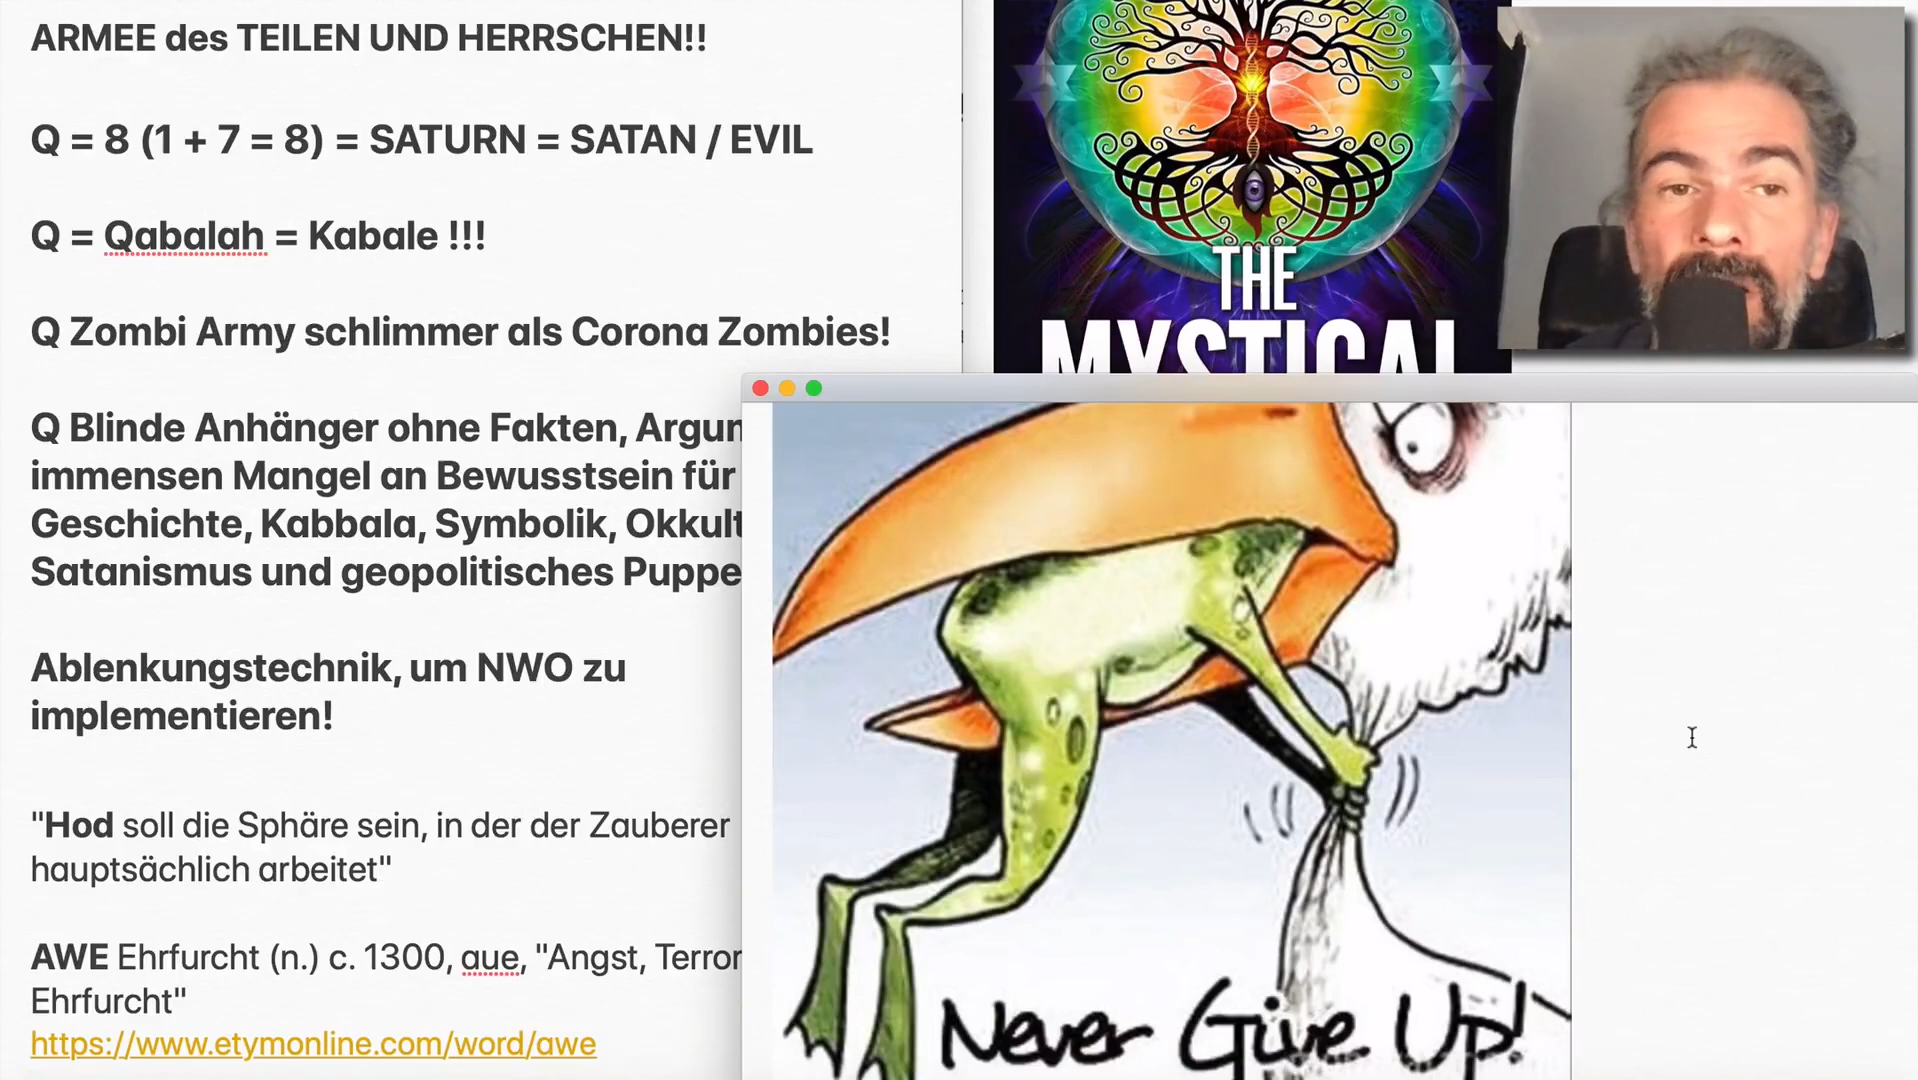 ARMEE des TEILEN UND HERRSCHEN!!
Q = 8 (1 + 7 = 8) = SATURN = SATAN / EVIL
Q = Qabalah = Kabale !!!
Q Zombi Army schlimmer als Corona Zombies!
Q Blinde Anhänger ohne Fakten,
immensen Mangel an Bewusstsein für
Geschichte, Kabbala, Symbolik,
Satanismus und geopolitisches
Ablenkungstechnik, um NWO zu
implementieren!
"Hod soll die Sphäre sein, in der der Zauberer
hauptsächlich arbeitet"
AWE Ehrfurcht (n.) c. 1300, aue, "Angst, Terror
Ehrfurcht"
https://www.etymonline.com/word/awe
THE
MYSTICAL
Never Give Up!